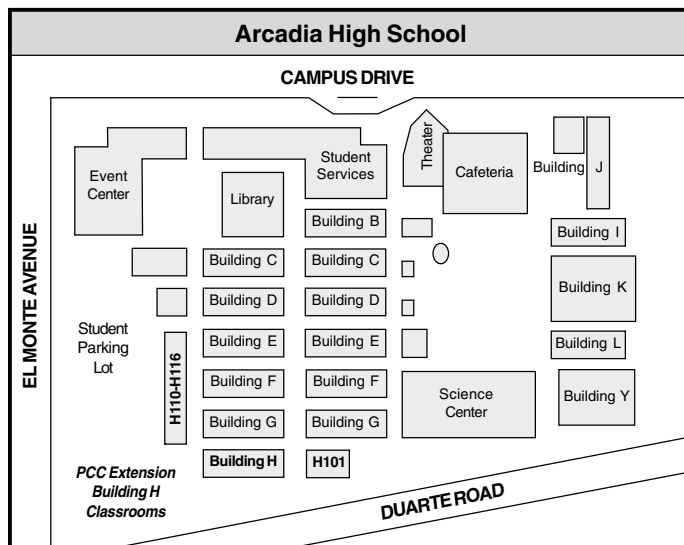 Arcadia High School
CAMPUS DRIVE
EL MONTE AVENUE
Event
Center
Student
Services
Library
Theater
Cafeteria
Building J
Building B
Building I
Building C
Building C
Building K
Building D
Building D
Student
Parking
Lot
H110-H116
Building E
Building E
Building L
Building F
Building F
Science
Center
Building Y
Building G
Building G
Building H
H101
PCC Extension
Building H
Classrooms
DUARTE ROAD